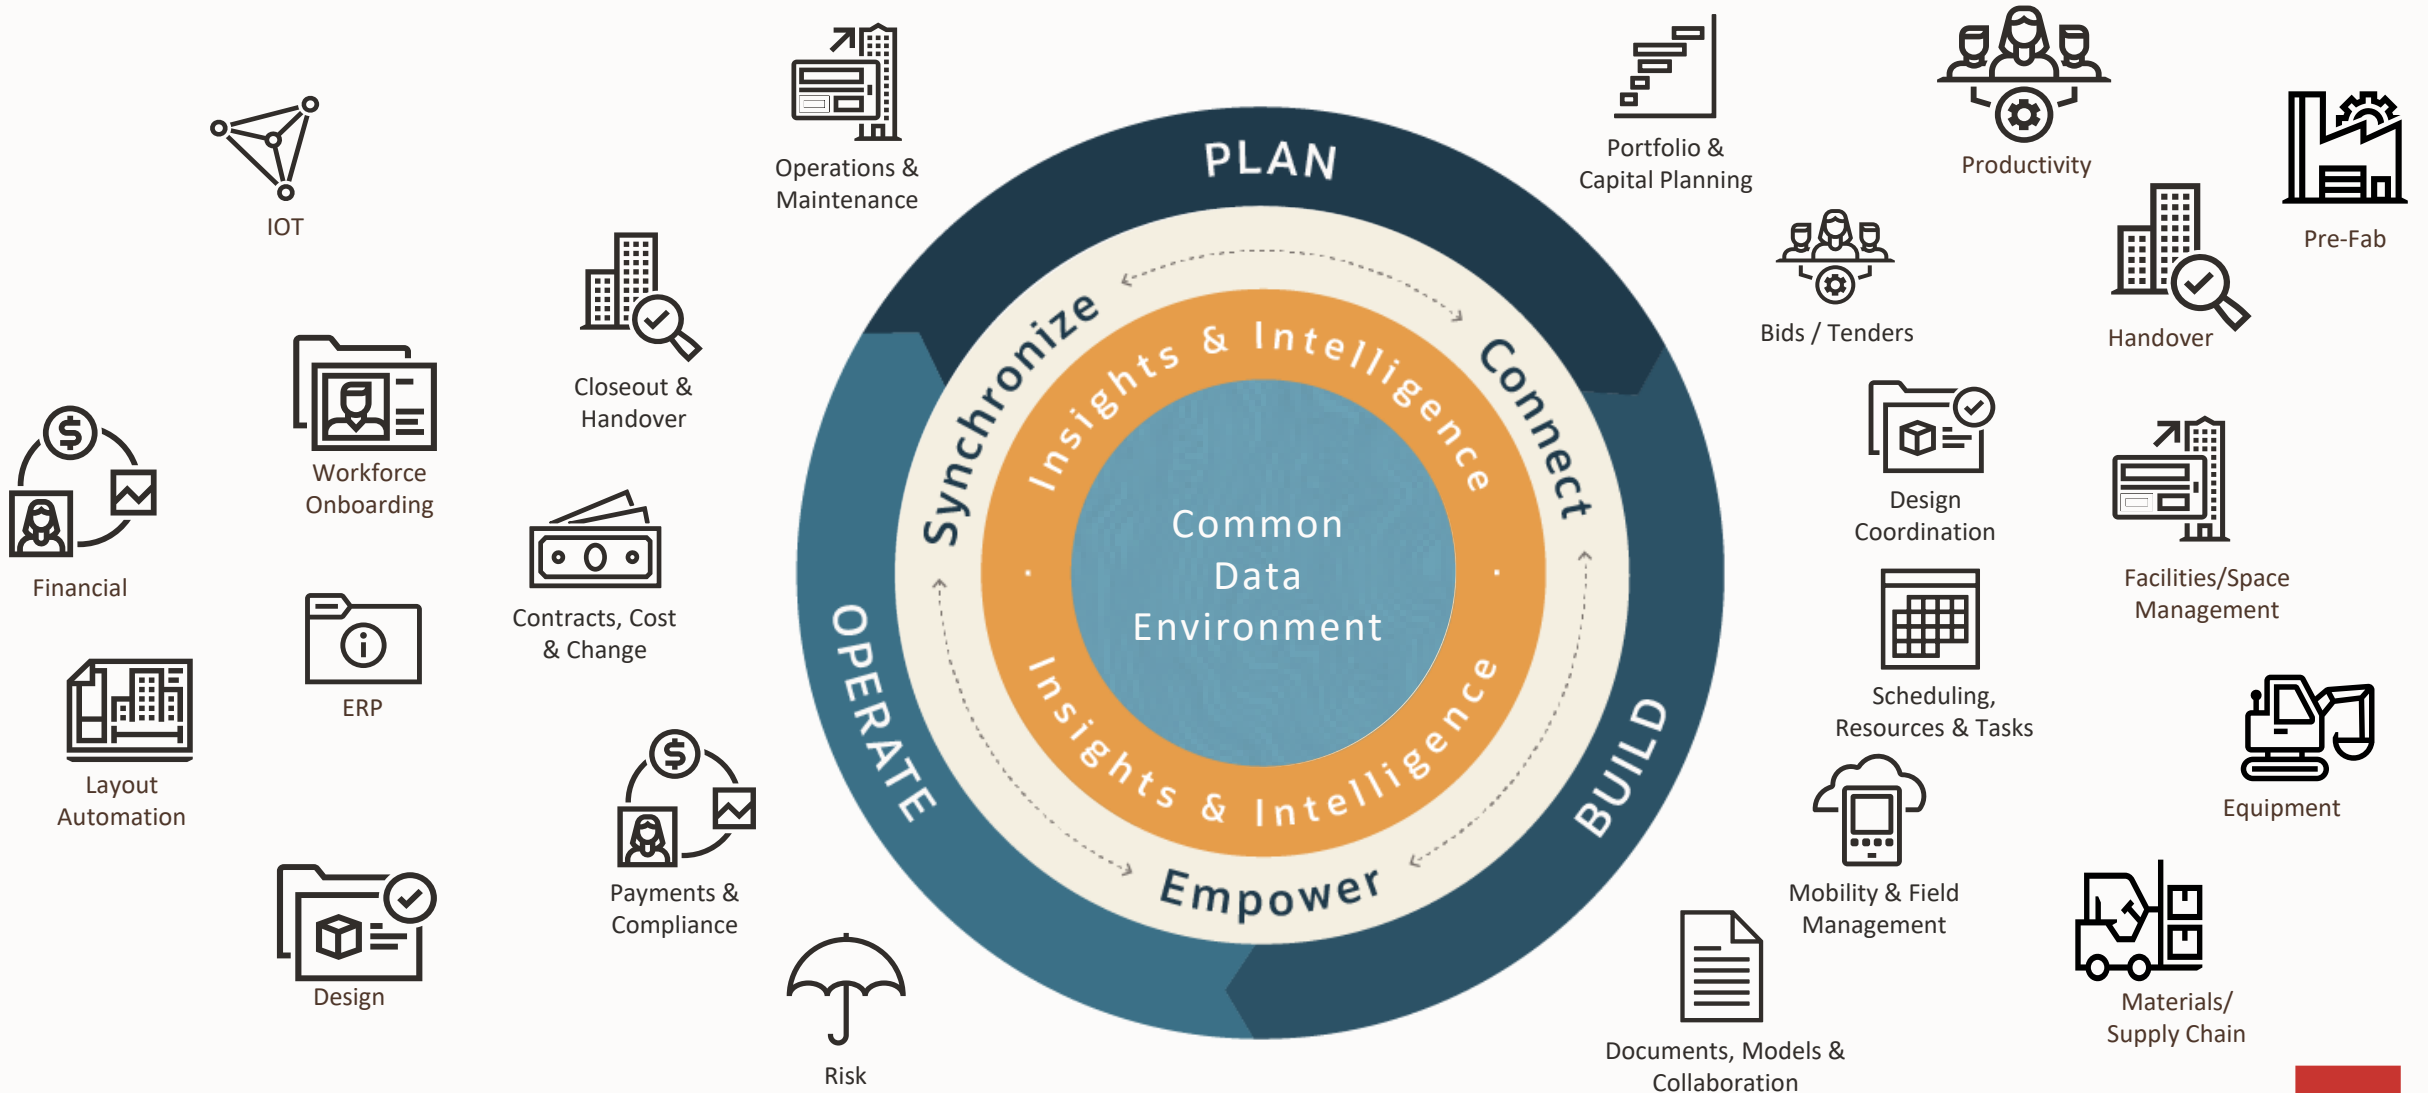 PLAN
BUILD
OPERATE
Synchronize
Connect
Empower
Insights & Intelligence
Insights & Intelligence
Common
Data
Environment
Operations &
Maintenance
Closeout &
Handover
Contracts, Cost
& Change
Payments &
Compliance
Risk
IOT
Workforce
Onboarding
Financial
ERP
Layout
Automation
Design
Portfolio &
Capital Planning
Bids / Tenders
Design
Coordination
Scheduling,
Resources & Tasks
Mobility & Field
Management
Documents, Models &
Collaboration
Productivity
Pre-Fab
Handover
Facilities/Space
Management
Equipment
Materials/
Supply Chain